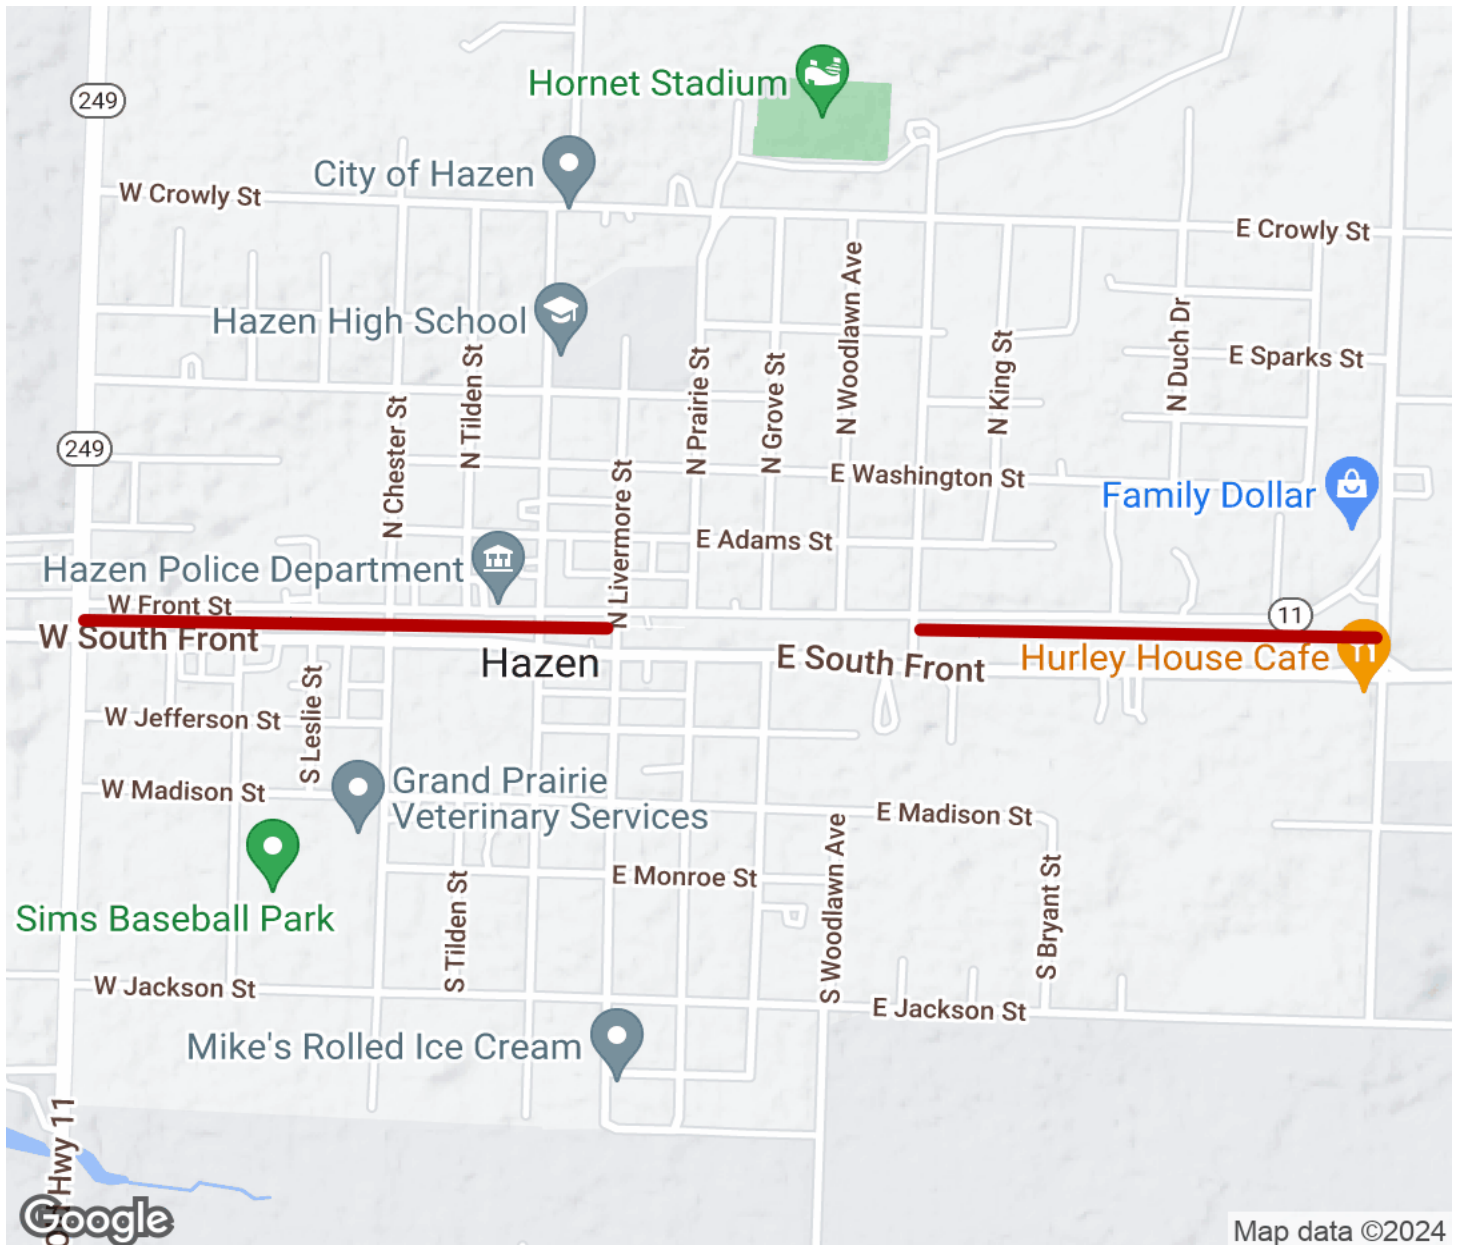 Hornet Stadium
249
City of Hazen
W Crowly St
E Crowly St
Hazen High School
N Woodlawn Ave
N Duch Dr
E Sparks St
N King St
N Tilden St
N Prairie St
N Grove St
N Chester St
249
E Washington St
Family Dollar
N Livermore St
E Adams St
Hazen Police Department
W Front St
11
W South Front
Hazen
E South Front
Hurley House Cafe
S Leslie St
W Jefferson St
W Madison St
Grand Prairie
Veterinary Services
E Madison St
S Woodlawn Ave
S Bryant St
E Monroe St
S Tilden St
Sims Baseball Park
W Jackson St
E Jackson St
Mike's Rolled Ice Cream
Hwy 11
Google
Map data ©2024